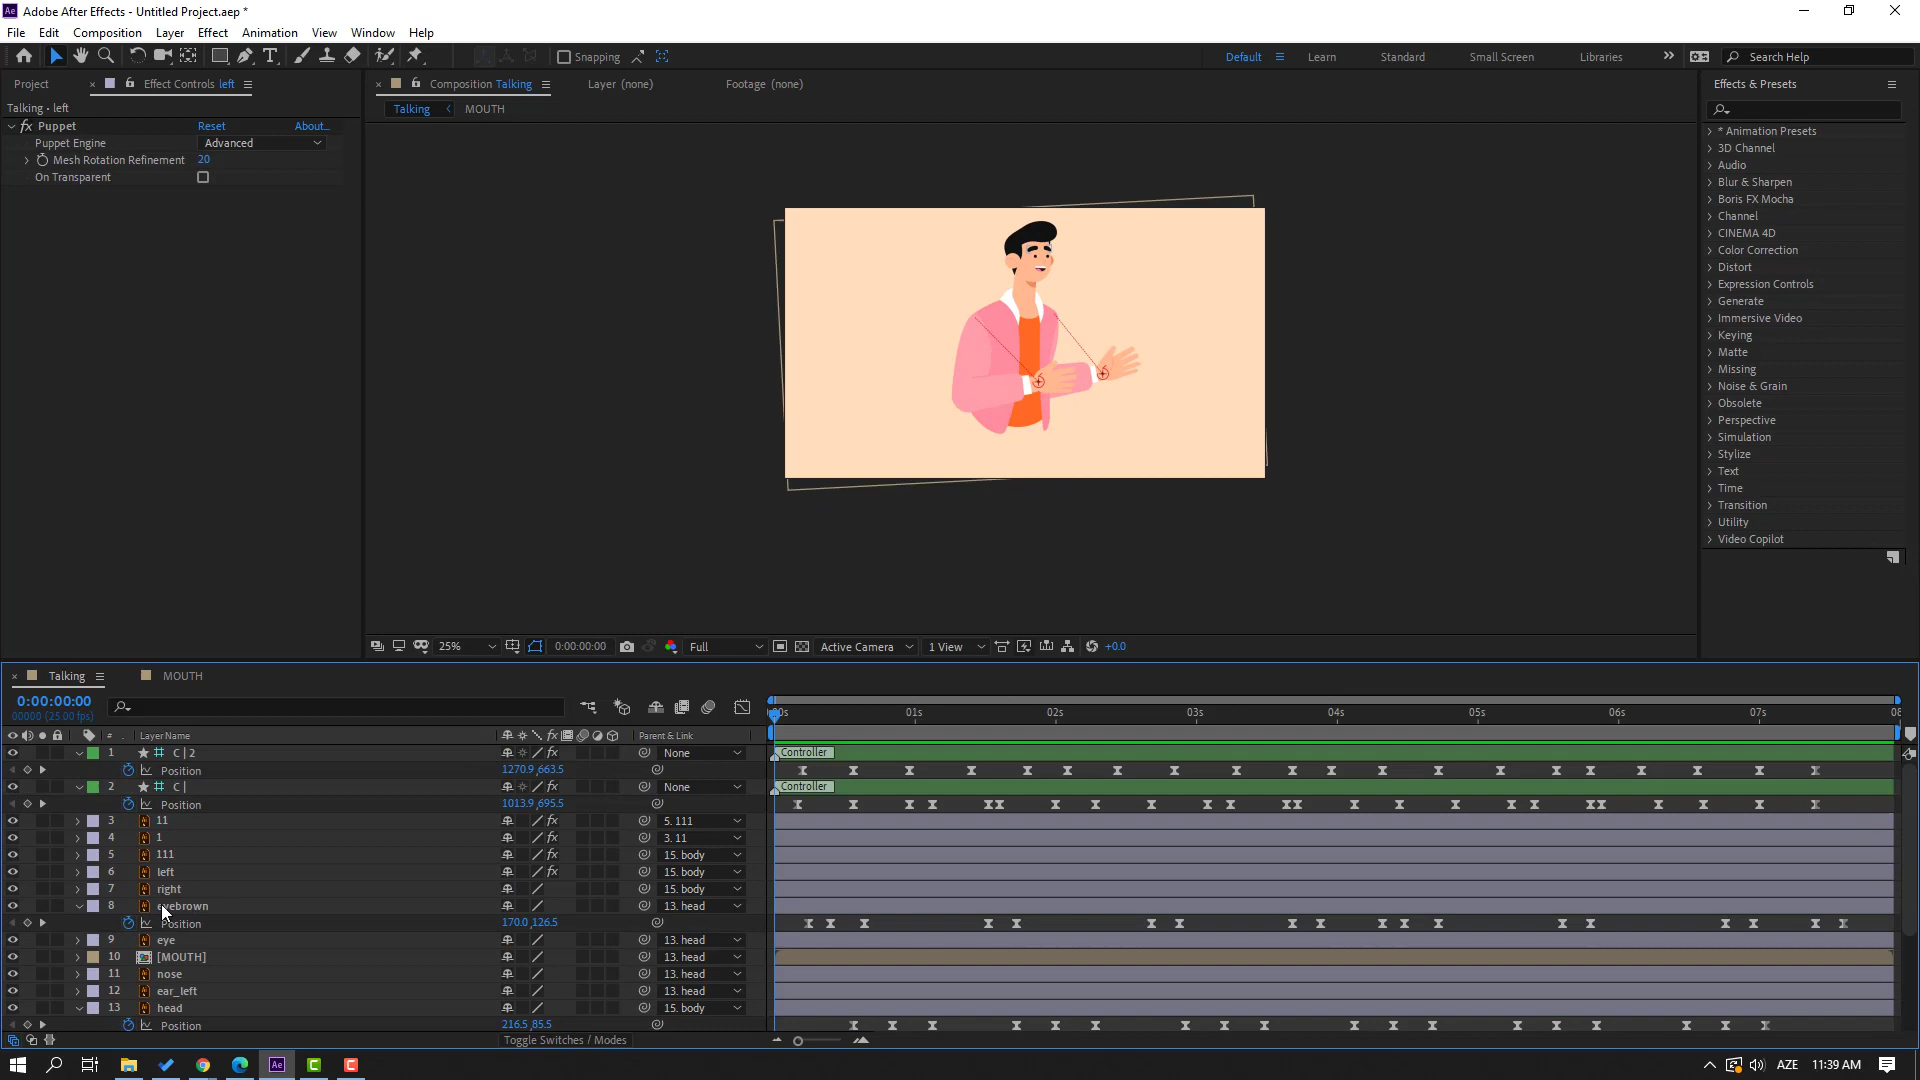 Adobe After Effects - Untitled Project.aep *
File Edit Composition Layer Effect Animation View Window Help
Snapping Default Learn Standard Small Screen Libraries Search Help
Project Effect Controls left Composition Talking Layer (none) Footage (none) Effects & Presets
Talking • left Talking MOUTH
fx Puppet Reset About...
Puppet Engine Advanced
Mesh Rotation Refinement 20
On Transparent
* Animation Presets
3D Channel
Audio
Blur & Sharpen
Boris FX Mocha
Channel
CINEMA 4D
Color Correction
Distort
Expression Controls
Generate
Immersive Video
Keying
Matte
Missing
Noise & Grain
Obsolete
Perspective
Simulation
Stylize
Text
Time
Transition
Utility
Video Copilot
25% 0:00:00:00 Full Active Camera 1 View +0.0
Talking MOUTH
0:00:00:00
00000 (25.00 fps)
01s 02s 03s 04s 05s 06s 07s
# Layer Name Parent & Link
1 C | 2 None Controller
Position 1270.9,663.5
2 C | None Controller
Position 1013.9,695.5
3 11 5. 111
4 1 3. 11
5 111 15. body
6 left 15. body
7 right 15. body
8 eyebrown 13. head
Position 170.0,126.5
9 eye 13. head
10 [MOUTH] 13. head
11 nose 13. head
12 ear_left 13. head
13 head 15. body
Position 216.5,85.5
Toggle Switches / Modes
Ae AZE 11:39 AM